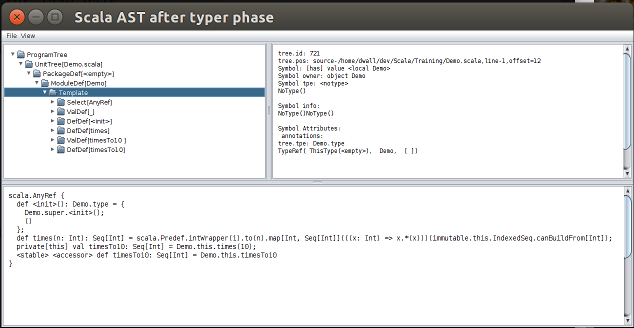 Scala AST after typer phase
File View
ProgramTree
UnitTree[Demo.scala]
PackageDef[<empty>]
ModuleDef[Demo]
Template
Select[AnyRef]
ValDef[_]
DefDef[<init>]
DefDef[times]
ValDef[timesTo10 ]
DefDef[timesTo10]
tree.id: 721
tree.pos: source-/home/dwall/dev/Scala/Training/Demo.scala,line-1,offset=12
Symbol: [has] value <local Demo>
Symbol owner: object Demo
Symbol tpe: <notype>
NoType()
Symbol info:
NoType()NoType()
Symbol Attributes:
annotations:
tree.tpe: Demo.type
TypeRef( ThisType(<empty>), Demo, [ ])
scala.AnyRef {
def <init>(): Demo.type = {
Demo.super.<init>();
()
};
def times(n: Int): Seq[Int] = scala.Predef.intWrapper(i).to(n).map[Int, Seq[Int]](((x: Int) => x.*(x)))(immutable.this.IndexedSeq.canBuildFrom[Int]);
private[this] val timesTo10: Seq[Int] = Demo.this.times(10);
<stable> <accessor> def timesTo10: Seq[Int] = Demo.this.timesTo10
}